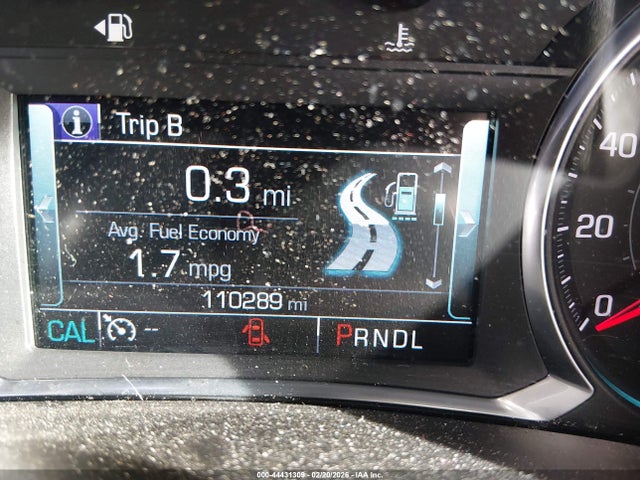 Trip B
0.3 mi
Avg. Fuel Economy
1.7 mpg
110289 mi
CAL -- PRNDL
40
20
0
000-44431309 - 02/20/2026 - IAA Inc.